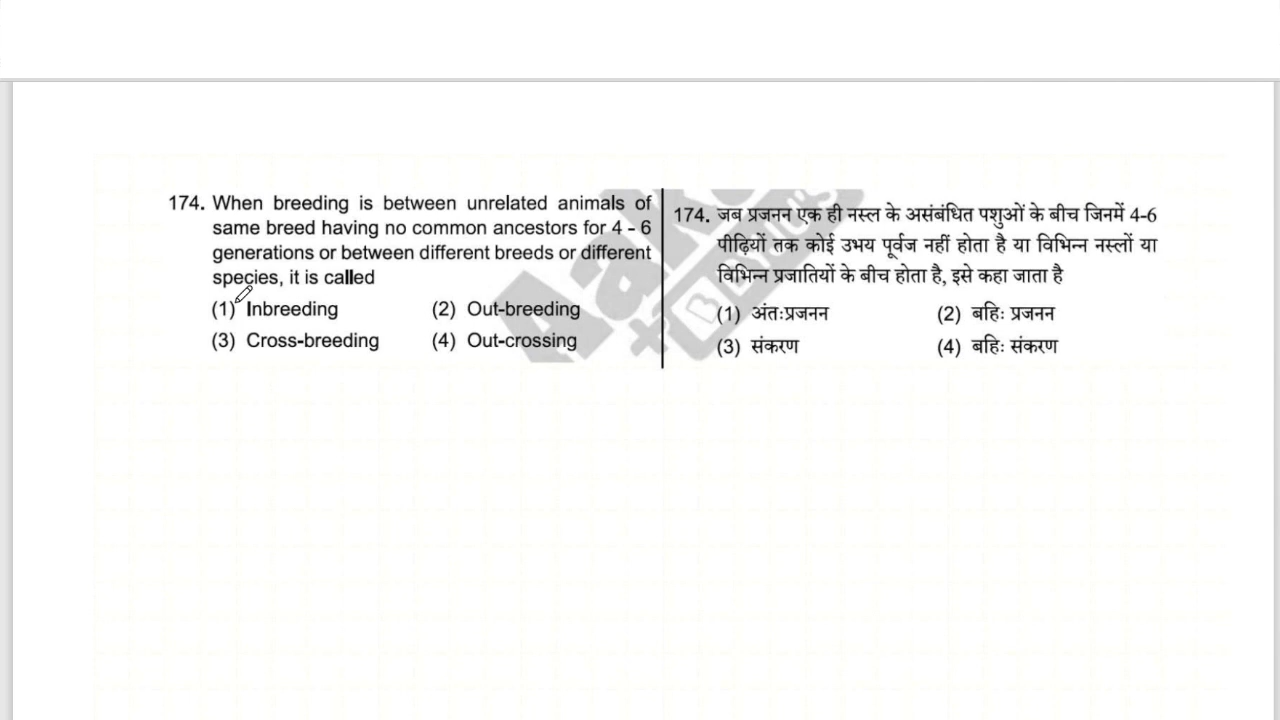 174. When breeding is between unrelated animals of
same breed having no common ancestors for 4 - 6
generations or between different breeds or different
species, it is called
(1) Inbreeding (2) Out-breeding
(3) Cross-breeding (4) Out-crossing
174. जब प्रजनन एक ही नस्ल के असंबंधित पशुओं के बीच जिनमें 4-6
पीढ़ियों तक कोई उभय पूर्वज नहीं होता है या विभिन्न नस्लों या
विभिन्न प्रजातियों के बीच होता है, इसे कहा जाता है
(1) अंतःप्रजनन (2) बहिः प्रजनन
(3) संकरण (4) बहिः संकरण